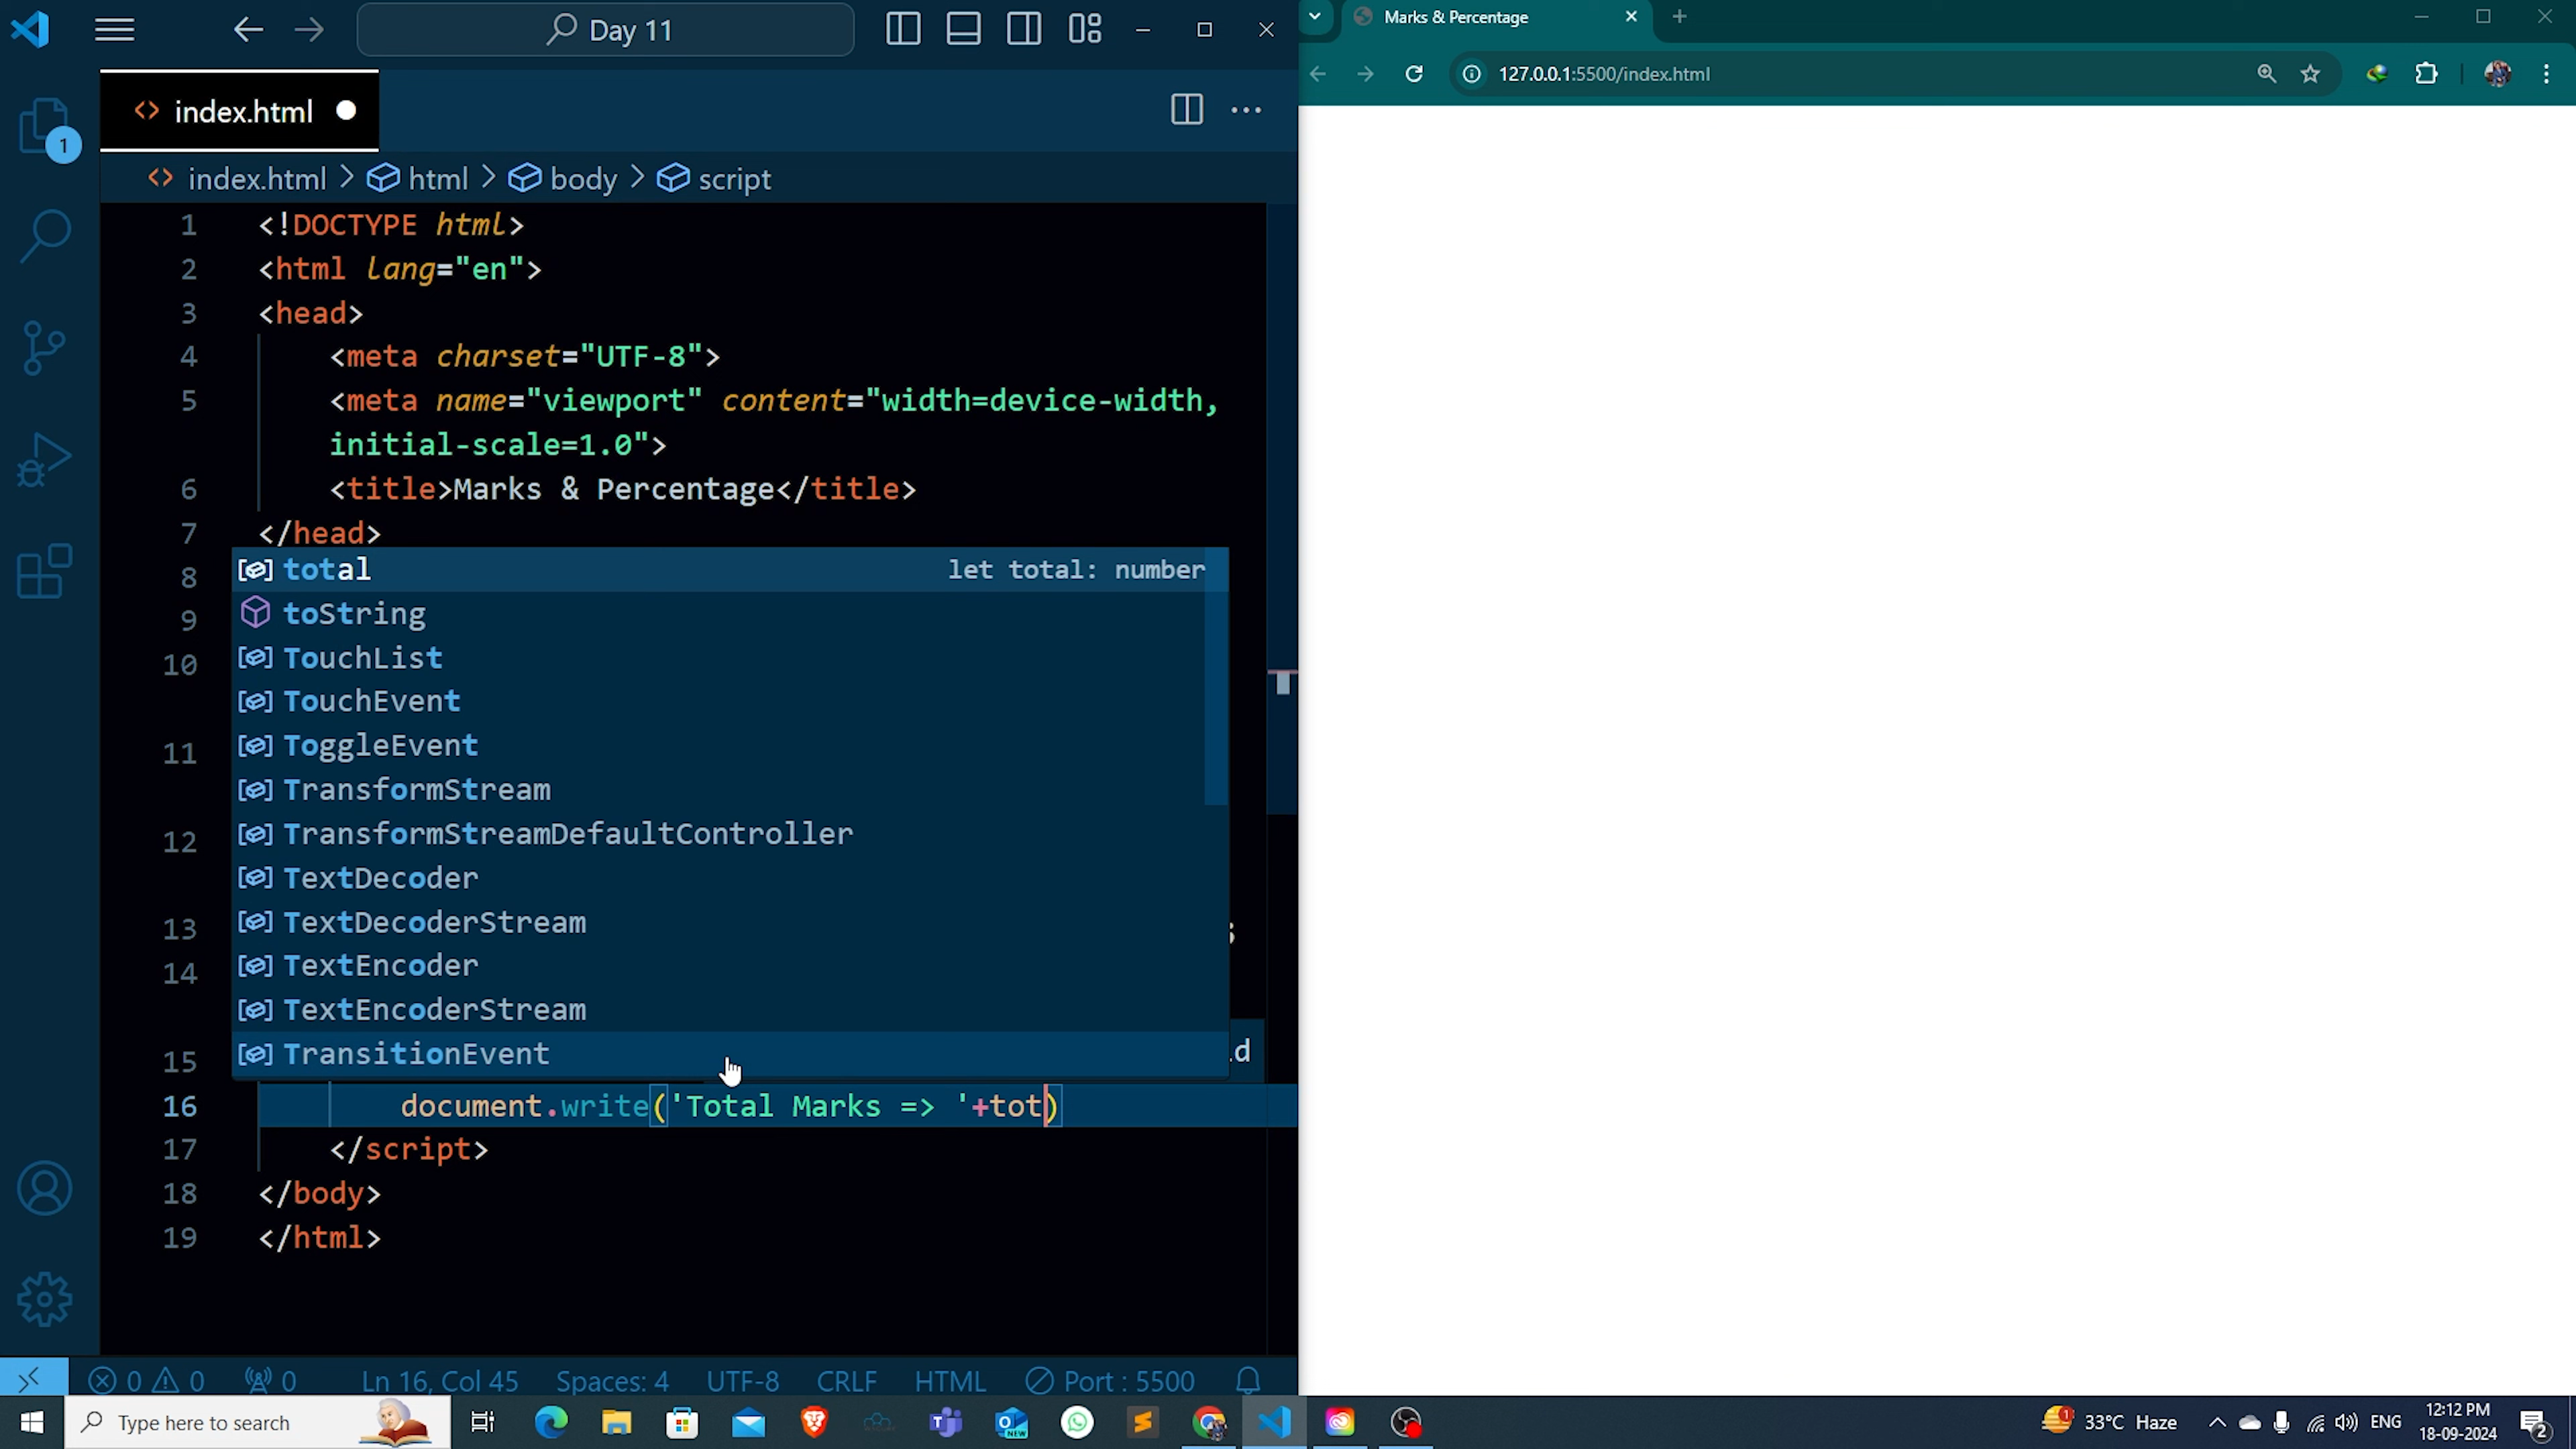 Day 11
index.html
index.html > html > body > script
1 <!DOCTYPE html>
2 <html lang="en">
3 <head>
4 <meta charset="UTF-8">
5 <meta name="viewport" content="width=device-width,
initial-scale=1.0">
6 <title>Marks & Percentage</title>
7 </head>
8
9
10
11
12
13
14
15
total let total: number
toString
TouchList
TouchEvent
ToggleEvent
TransformStream
TransformStreamDefaultController
TextDecoder
TextDecoderStream
TextEncoder
TextEncoderStream
TransitionEvent
16 document.write('Total Marks => '+tot)
17 </script>
18 </body>
19 </html>
1
0 0 0 Ln 16, Col 45 Spaces: 4 UTF-8 CRLF HTML Port : 5500
Marks & Percentage
127.0.0.1:5500/index.html
Type here to search
NEW
1
33°C Haze
ENG
12:12 PM
18-09-2024
2